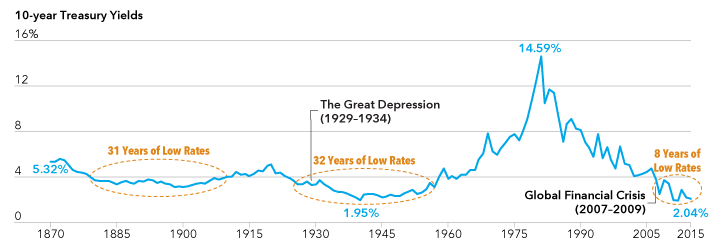 10-year Treasury Yields
16%
14.59%
12
The Great Depression
(1929–1934)
8
31 Years of Low Rates
32 Years of Low Rates
8 Years of
Low Rates
5.32%
4
Global Financial Crisis
(2007–2009)
1.95%
2.04%
0
1870 1885 1900 1915 1930 1945 1960 1975 1990 2005 2015